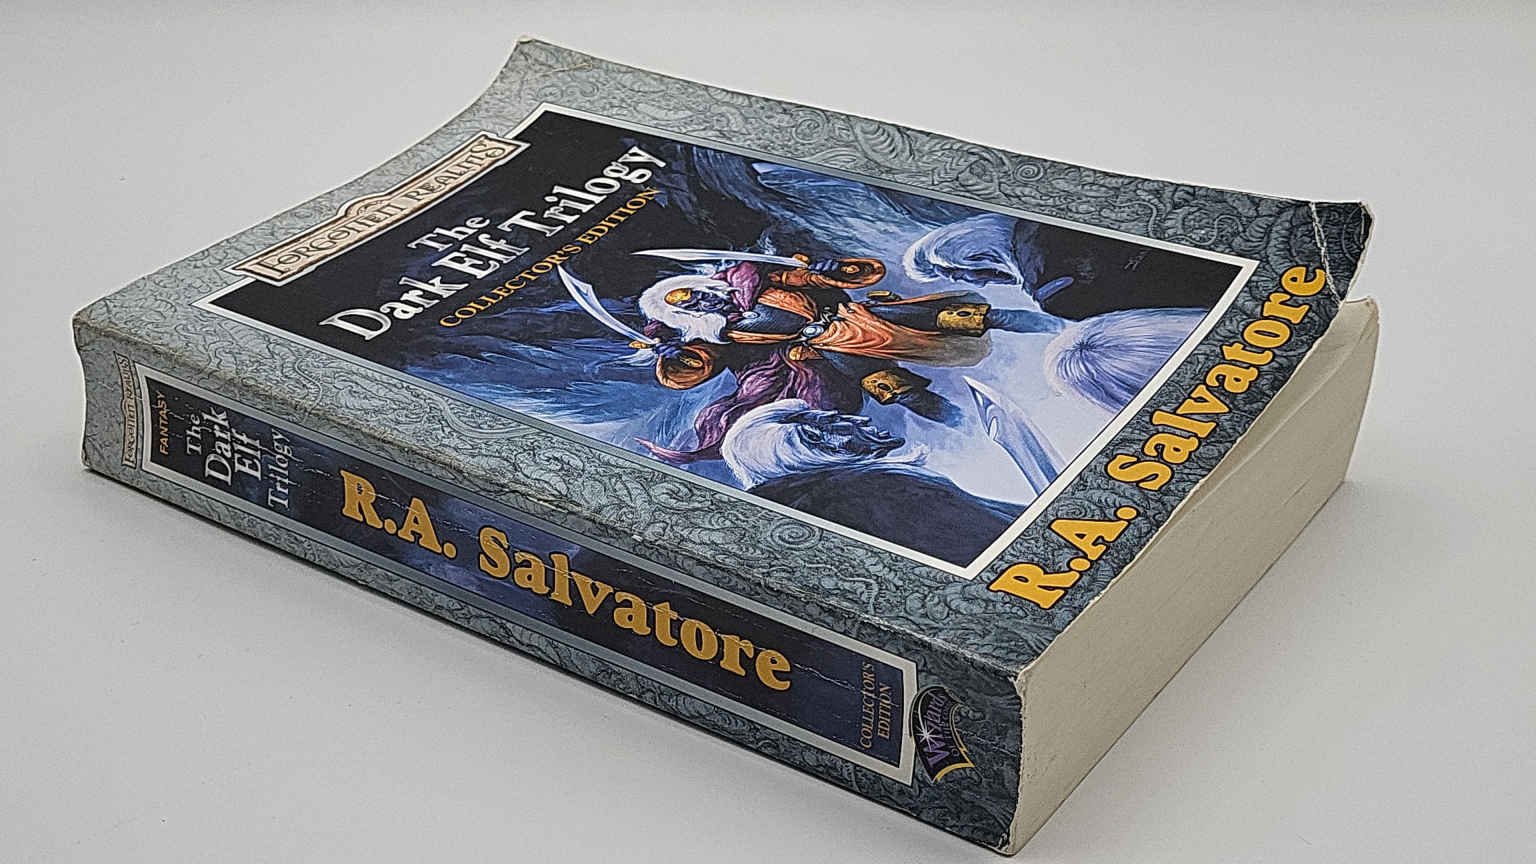 FORGOTTEN REALMS
The
Dark Elf Trilogy
COLLECTOR'S EDITION
R.A. Salvatore
FORGOTTEN REALMS
FANTASY
The
Dark
Elf
Trilogy
R.A. Salvatore
COLLECTOR'S
EDITION
WIZARDS